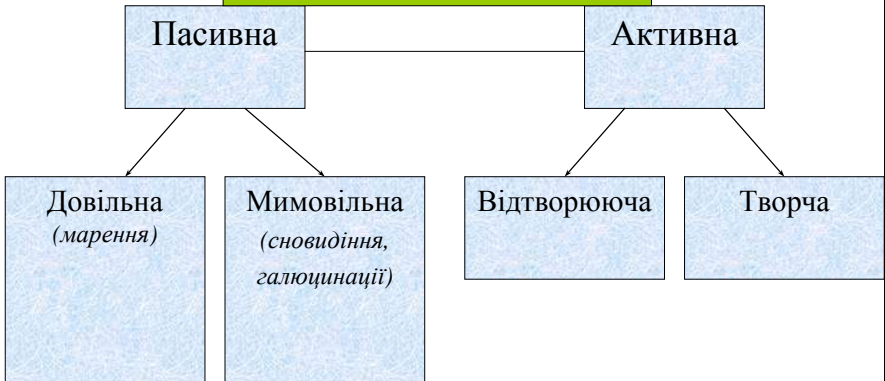 Пасивна
Активна
Довільна
(марення)
Мимовільна
(сновидіння,
галюцинації)
Відтворююча
Творча